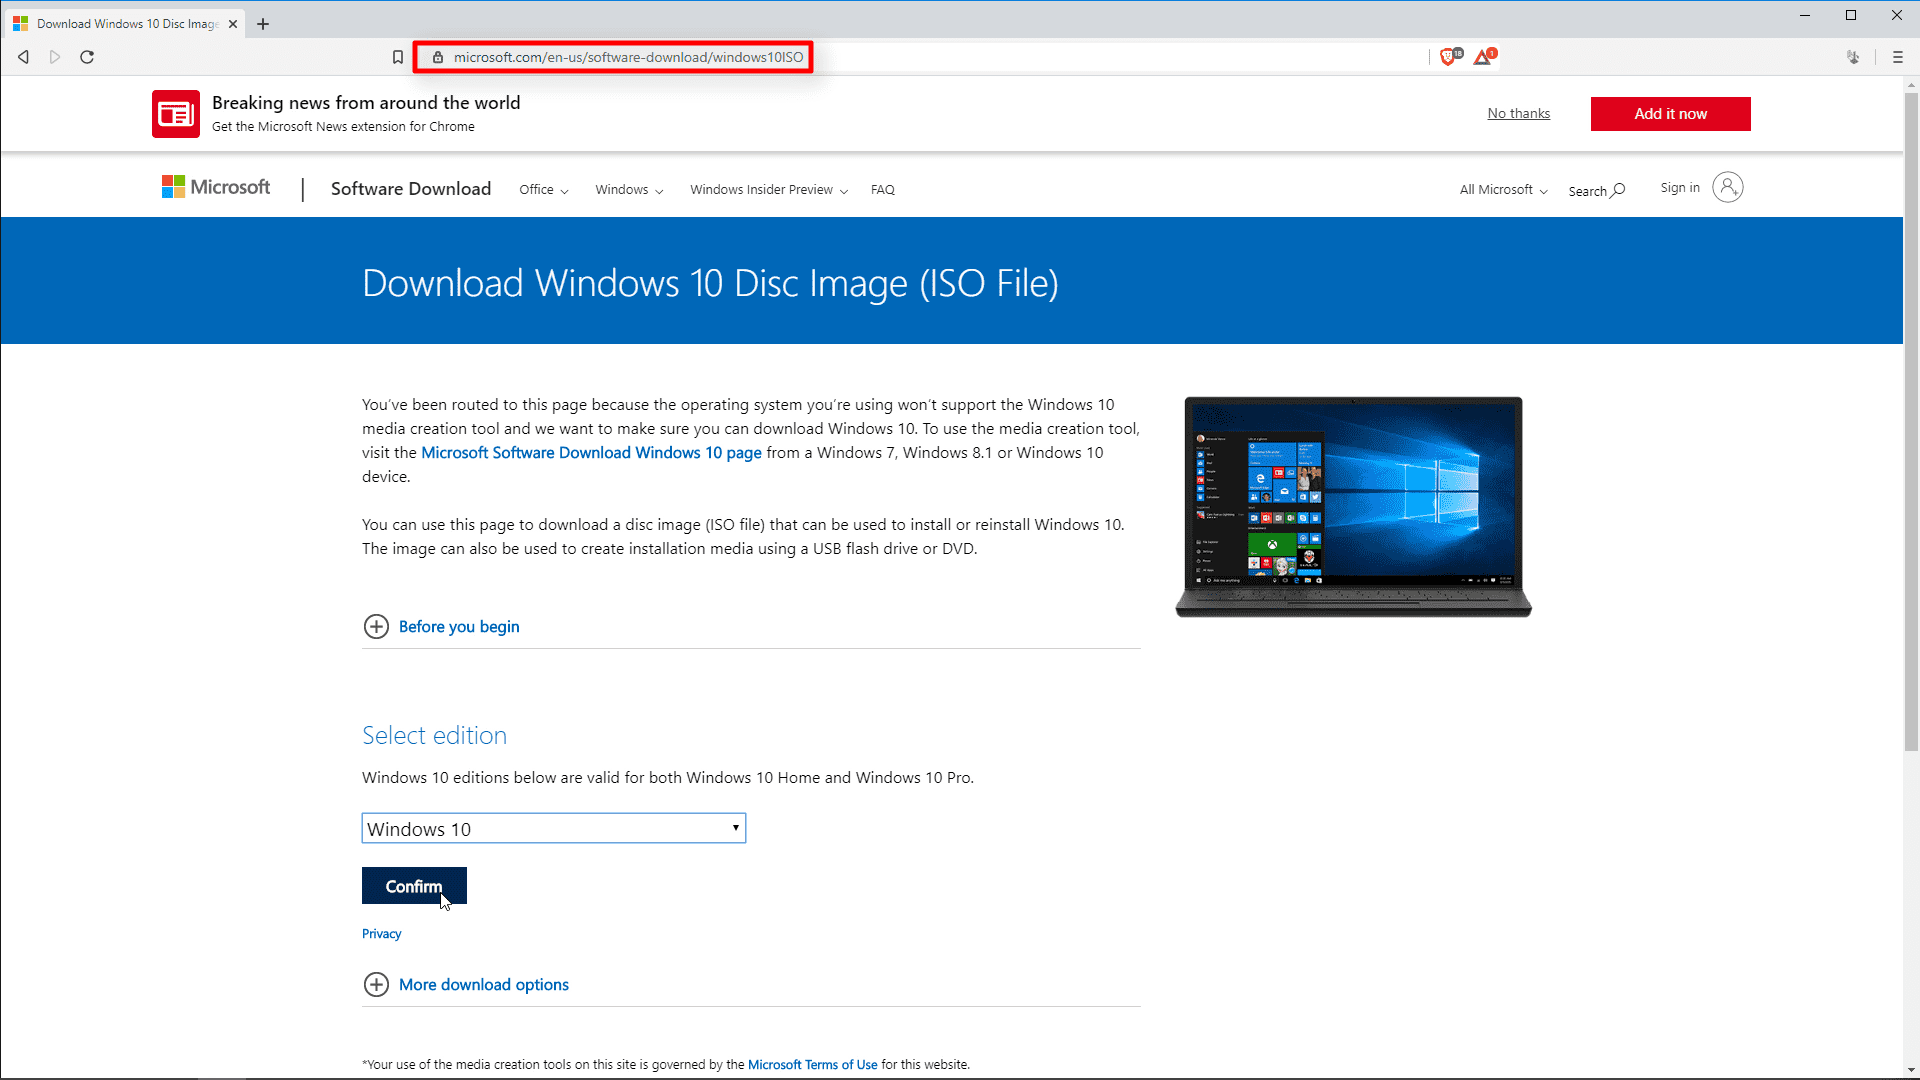 Download Windows 10 Disc Image
microsoft.com/en-us/software-download/windows10ISO
18
1
Breaking news from around the world
Get the Microsoft News extension for Chrome
No thanks
Add it now
Microsoft
Software Download
Office
Windows
Windows Insider Preview
FAQ
All Microsoft
Search
Sign in
Download Windows 10 Disc Image (ISO File)
You've been routed to this page because the operating system you're using won't support the Windows 10
media creation tool and we want to make sure you can download Windows 10. To use the media creation tool,
visit the Microsoft Software Download Windows 10 page from a Windows 7, Windows 8.1 or Windows 10
device.
You can use this page to download a disc image (ISO file) that can be used to install or reinstall Windows 10.
The image can also be used to create installation media using a USB flash drive or DVD.
Before you begin
Select edition
Windows 10 editions below are valid for both Windows 10 Home and Windows 10 Pro.
Windows 10
Confirm
Privacy
More download options
*Your use of the media creation tools on this site is governed by the Microsoft Terms of Use for this website.